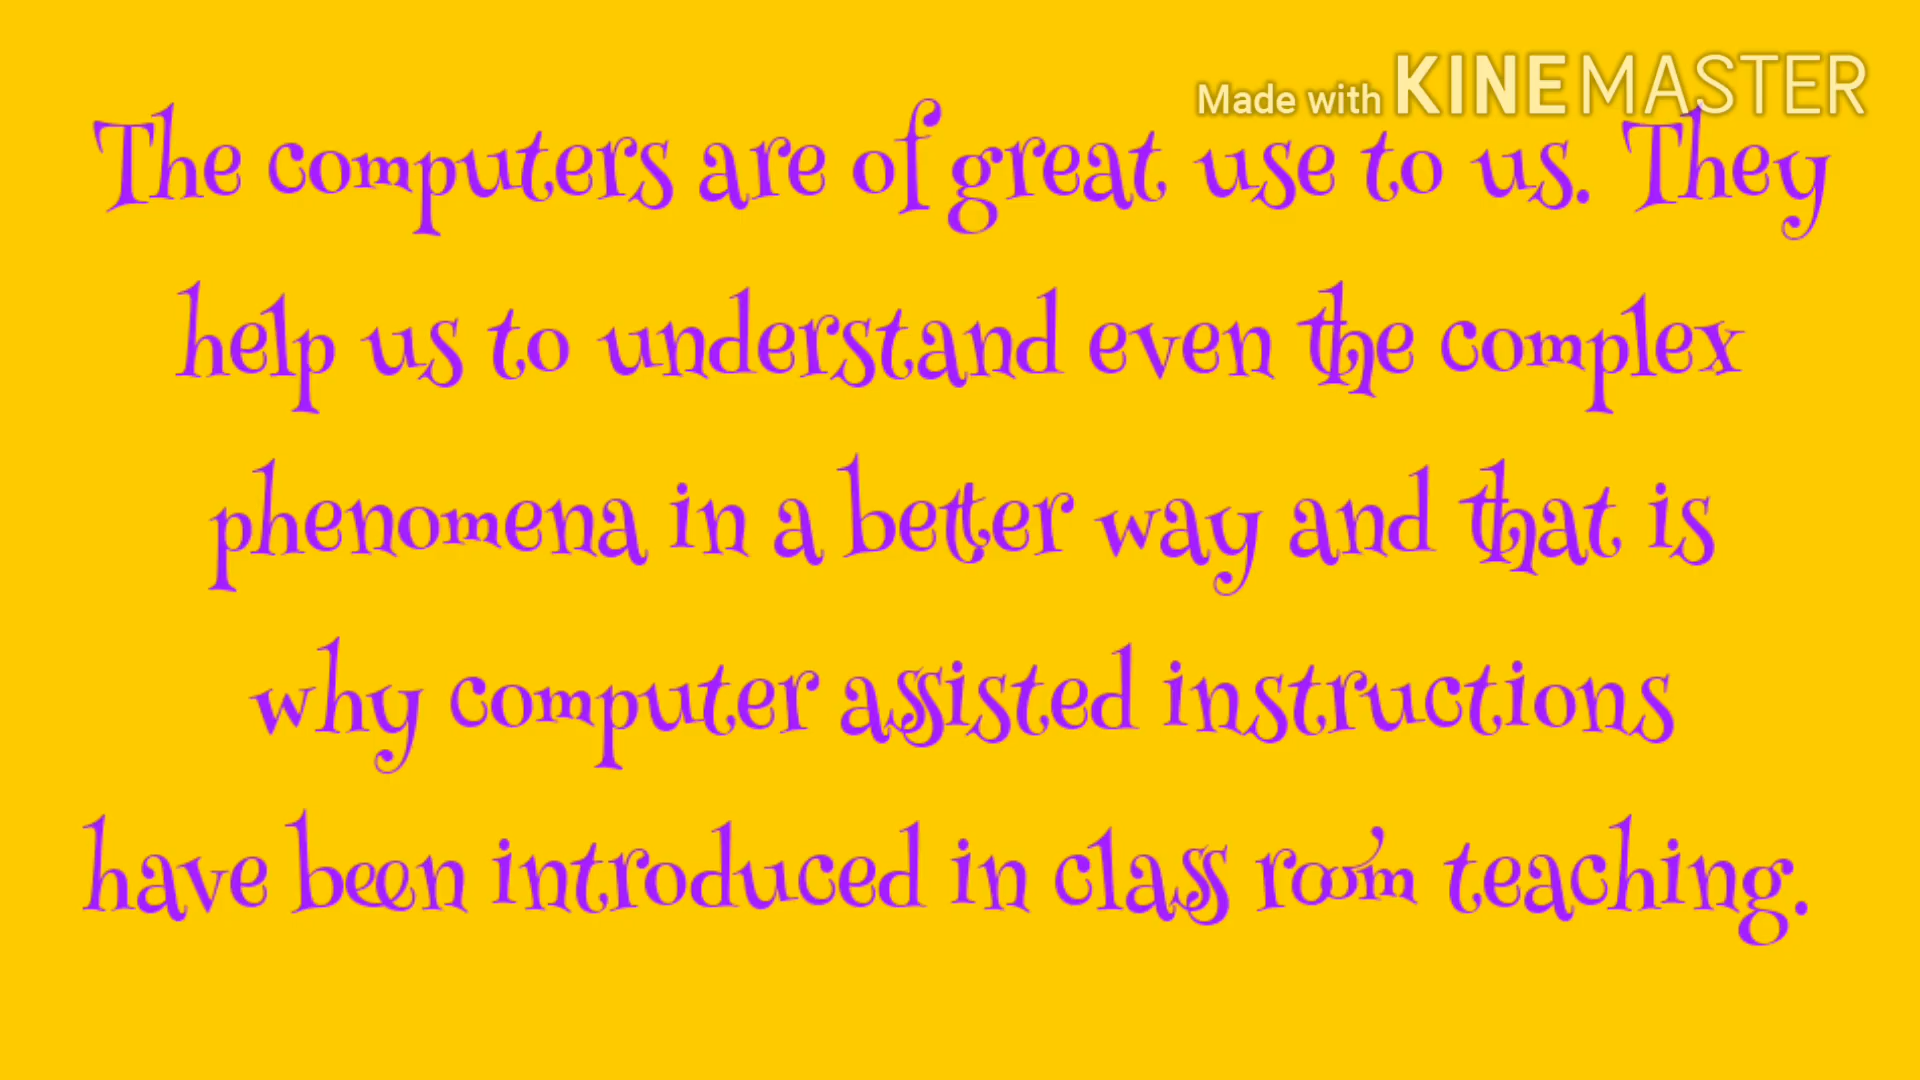 Made with KINEMASTER
The computers are of great use to us. They
help us to understand even the complex
phenomena in a better way and that is
why computer assisted instructions
have been introduced in class room teaching.